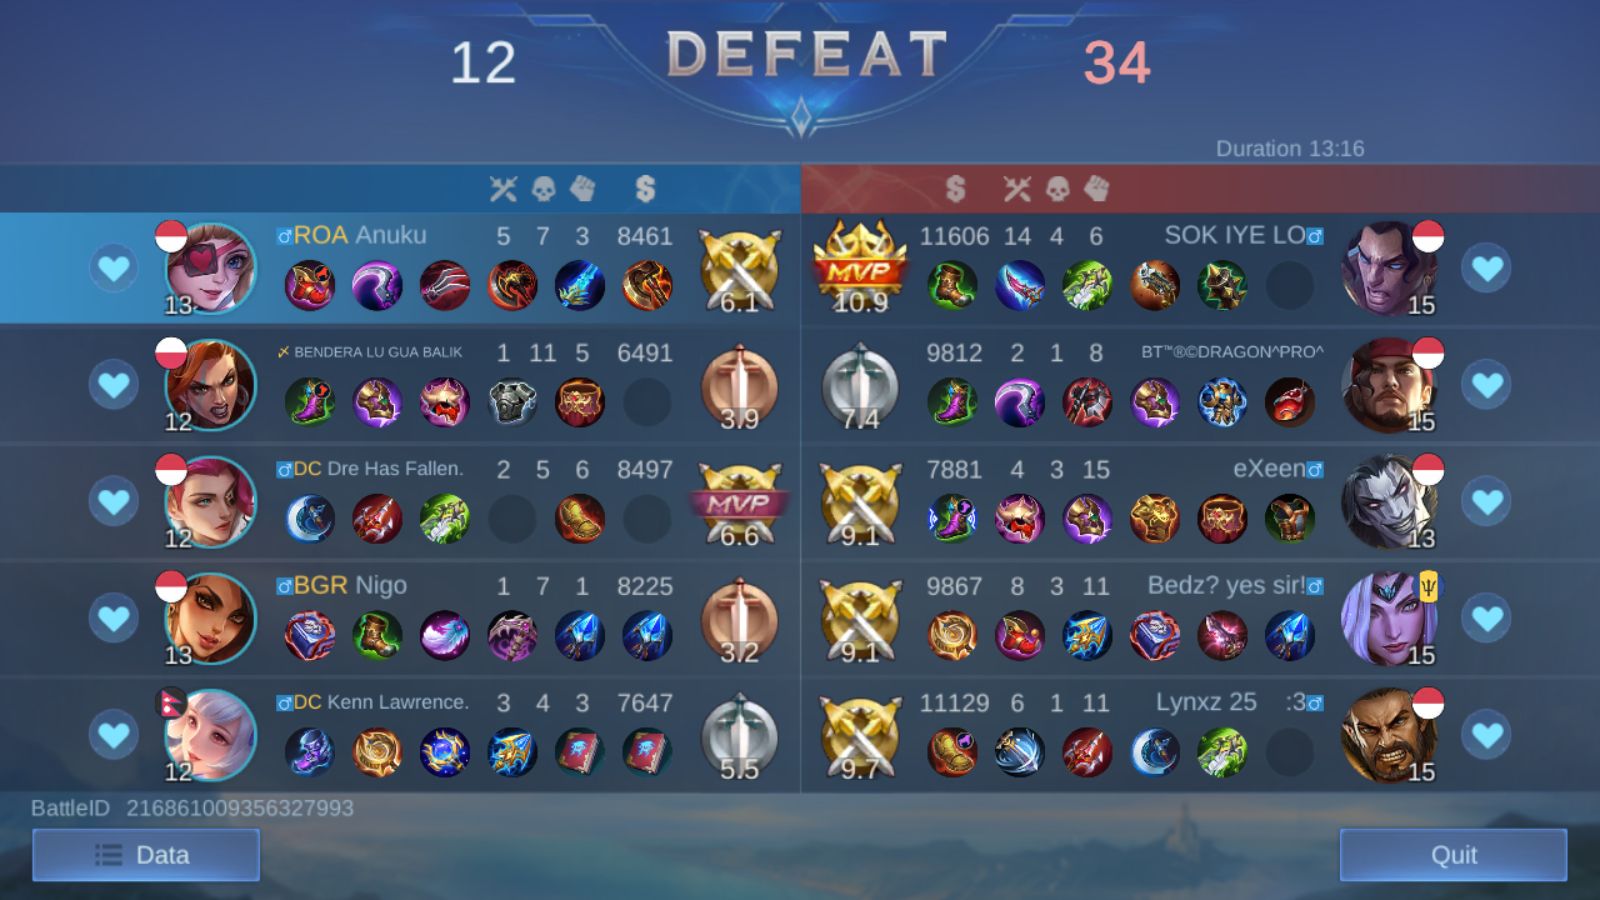 12 DEFEAT 34
Duration 13:16
ROA Anuku 5 7 3 8461
13 6.1
MVP 11606 14 4 6 SOK IYE LO
10.9 15
BENDERA LU GUA BALIK 1 11 5 6491
12 3.9
9812 2 1 8 BT™®©DRAGON^PRO^
7.4 15
DC Dre Has Fallen. 2 5 6 8497 MVP
12 6.6
7881 4 3 15 eXeen
9.1 13
BGR Nigo 1 7 1 8225
13 3.2
9867 8 3 11 Bedz? yes sir!
9.1 15
DC Kenn Lawrence. 3 4 3 7647
12 5.5
11129 6 1 11 Lynxz 25 :3
9.7 15
BattleID 216861009356327993
Data Quit